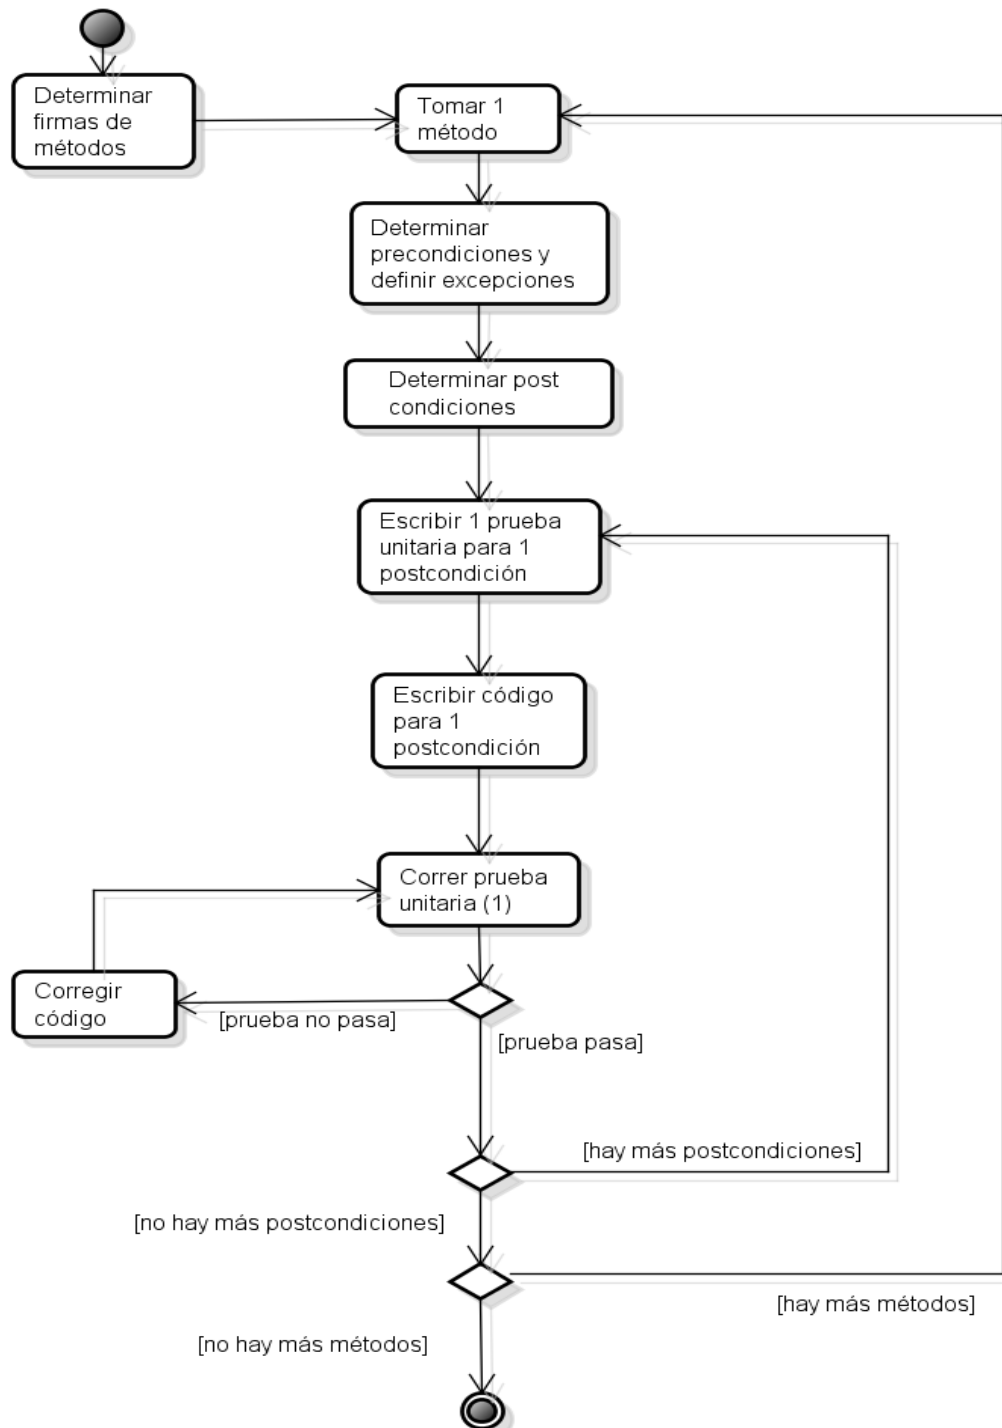 Determinar
firmas de
métodos
Tomar 1
método
Determinar
precondiciones y
definir excepciones
Determinar post
condiciones
Escribir 1 prueba
unitaria para 1
postcondición
Escribir código
para 1
postcondición
Correr prueba
unitaria (1)
Corregir
código
[prueba no pasa]
[prueba pasa]
[hay más postcondiciones]
[no hay más postcondiciones]
[hay más métodos]
[no hay más métodos]